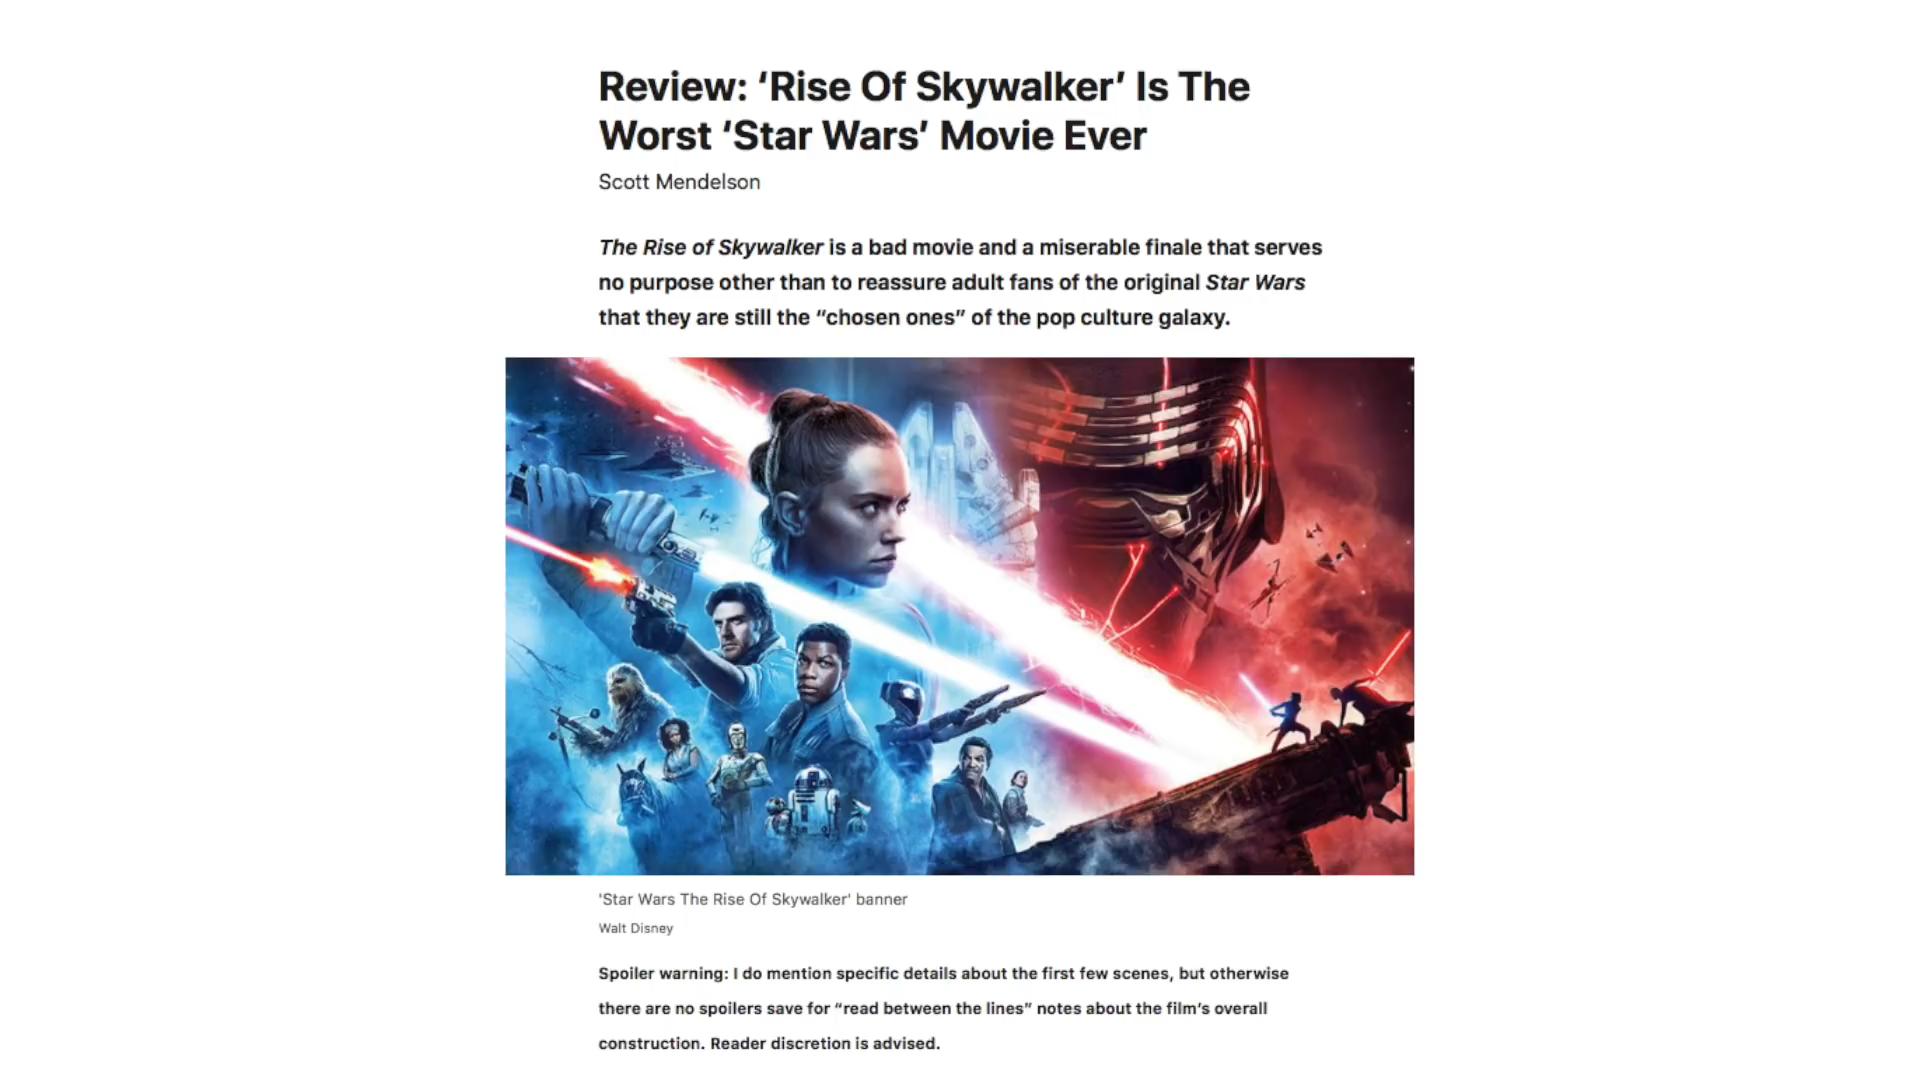 Review: ‘Rise Of Skywalker’ Is The
Worst ‘Star Wars’ Movie Ever
Scott Mendelson
The Rise of Skywalker is a bad movie and a miserable finale that serves
no purpose other than to reassure adult fans of the original Star Wars
that they are still the “chosen ones” of the pop culture galaxy.
'Star Wars The Rise Of Skywalker' banner
Walt Disney
Spoiler warning: I do mention specific details about the first few scenes, but otherwise
there are no spoilers save for “read between the lines” notes about the film’s overall
construction. Reader discretion is advised.